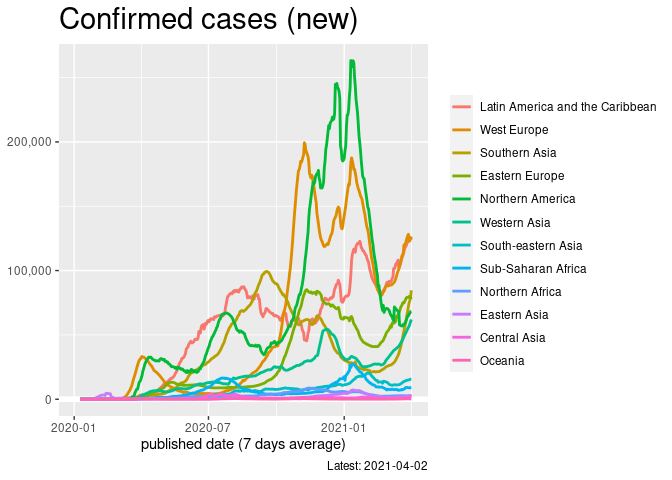 Confirmed cases (new)
200,000
100,000
0
2020-01
2020-07
2021-01
published date (7 days average)
Latest: 2021-04-02
Latin America and the Caribbean
West Europe
Southern Asia
Eastern Europe
Northern America
Western Asia
South-eastern Asia
Sub-Saharan Africa
Northern Africa
Eastern Asia
Central Asia
Oceania